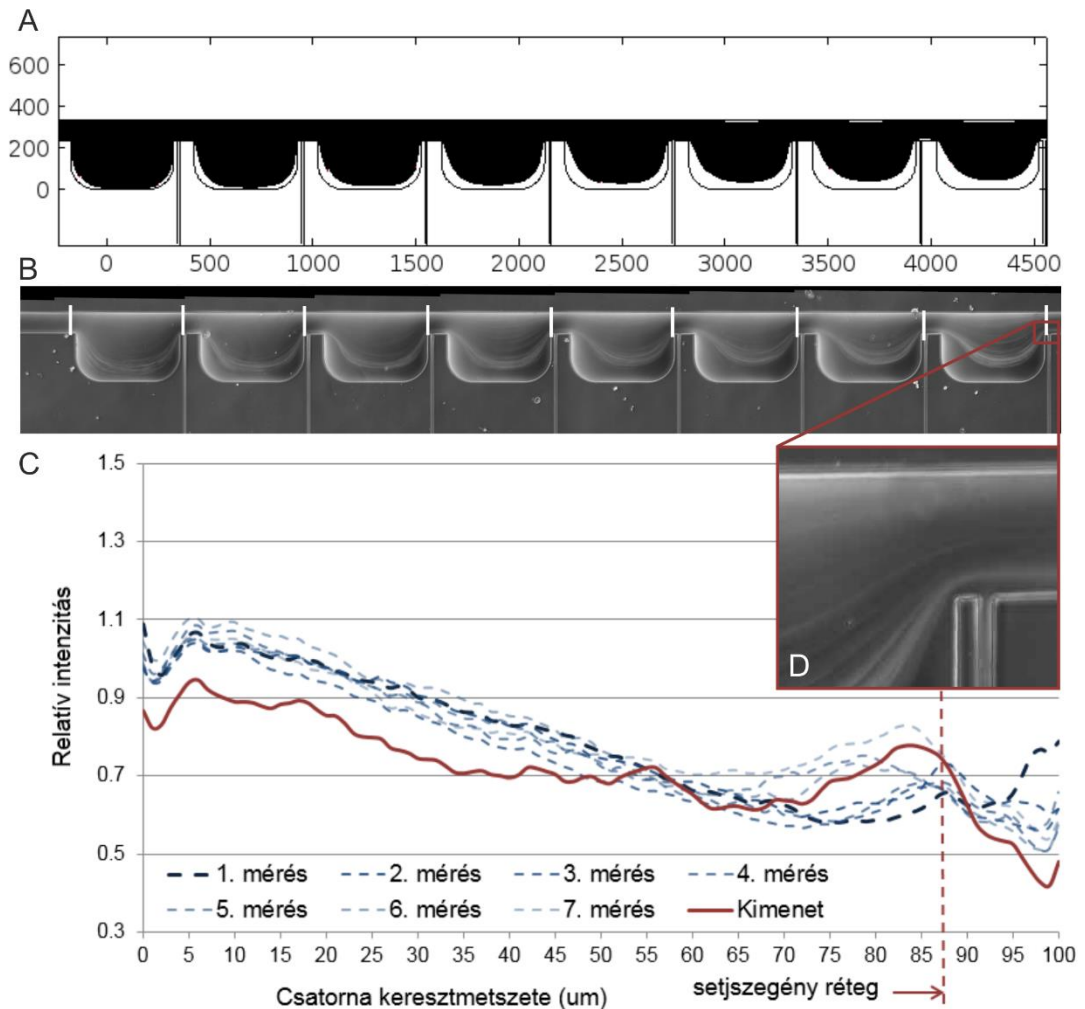 A
600
400
200
0
0 500 1000 1500 2000 2500 3000 3500 4000 4500
B
C
1.5
1.3
1.1
0.9
0.7
0.5
0.3
Relatív intenzitás
D
1. mérés 2. mérés 3. mérés 4. mérés
5. mérés 6. mérés 7. mérés Kimenet
0 5 10 15 20 25 30 35 40 45 50 55 60 65 70 75 80 85 90 95 100
Csatorna keresztmetszete (um)
setjszegény réteg